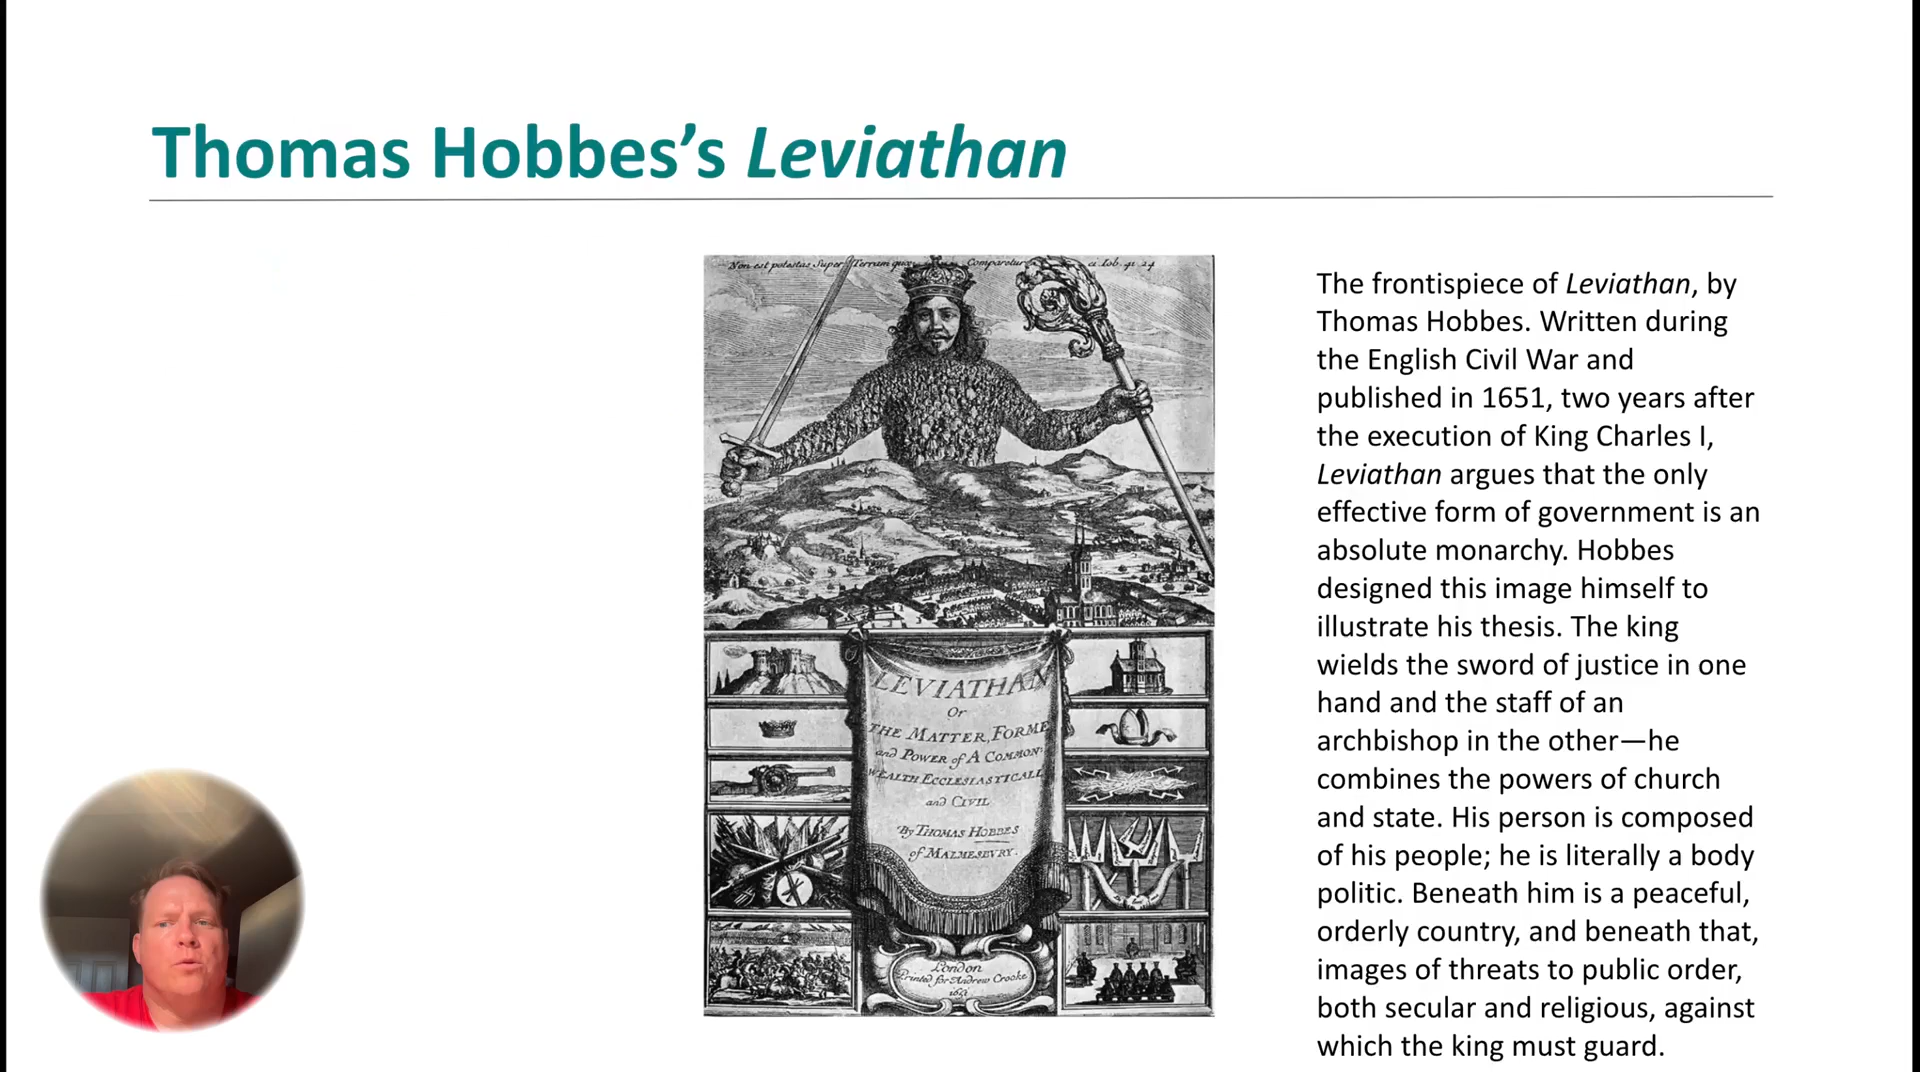 Thomas Hobbes’s Leviathan
Non est potestas Super Terram quae Comparetur ei Iob. 41. 24
LEVIATHAN
Or
THE MATTER, FORME
and POWER of A COMMON-
WEALTH ECCLESIASTICALL
and CIVIL
By THOMAS HOBBES
of MALMESBVRY.
London
Printed for Andrew Crooke
1651
The frontispiece of Leviathan, by
Thomas Hobbes. Written during
the English Civil War and
published in 1651, two years after
the execution of King Charles I,
Leviathan argues that the only
effective form of government is an
absolute monarchy. Hobbes
designed this image himself to
illustrate his thesis. The king
wields the sword of justice in one
hand and the staff of an
archbishop in the other—he
combines the powers of church
and state. His person is composed
of his people; he is literally a body
politic. Beneath him is a peaceful,
orderly country, and beneath that,
images of threats to public order,
both secular and religious, against
which the king must guard.